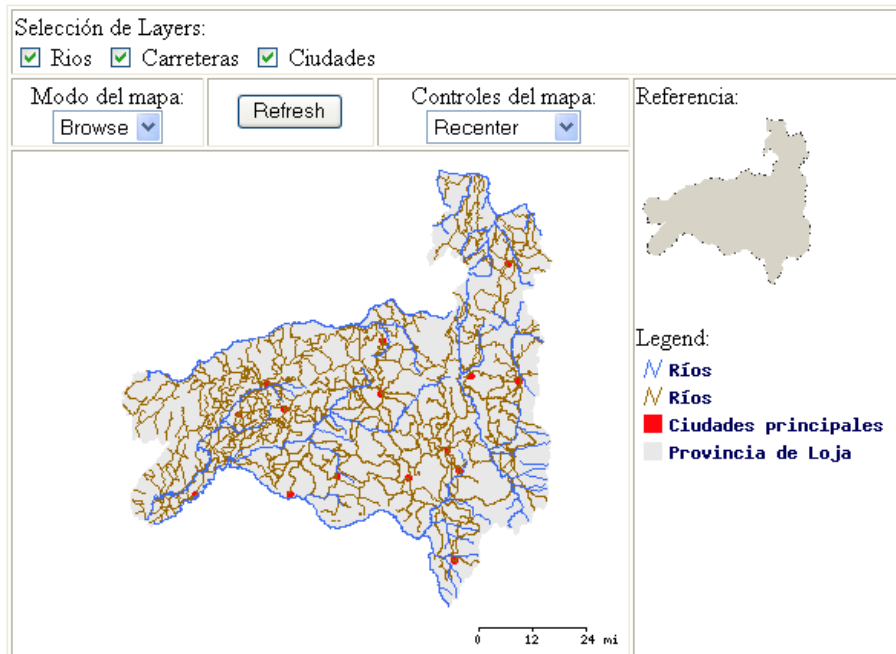 Selección de Layers:
Rios Carreteras Ciudades
Modo del mapa:
Browse
Refresh
Controles del mapa:
Recenter
Referencia:
Legend:
Ríos
Ríos
Ciudades principales
Provincia de Loja
0 12 24 mi